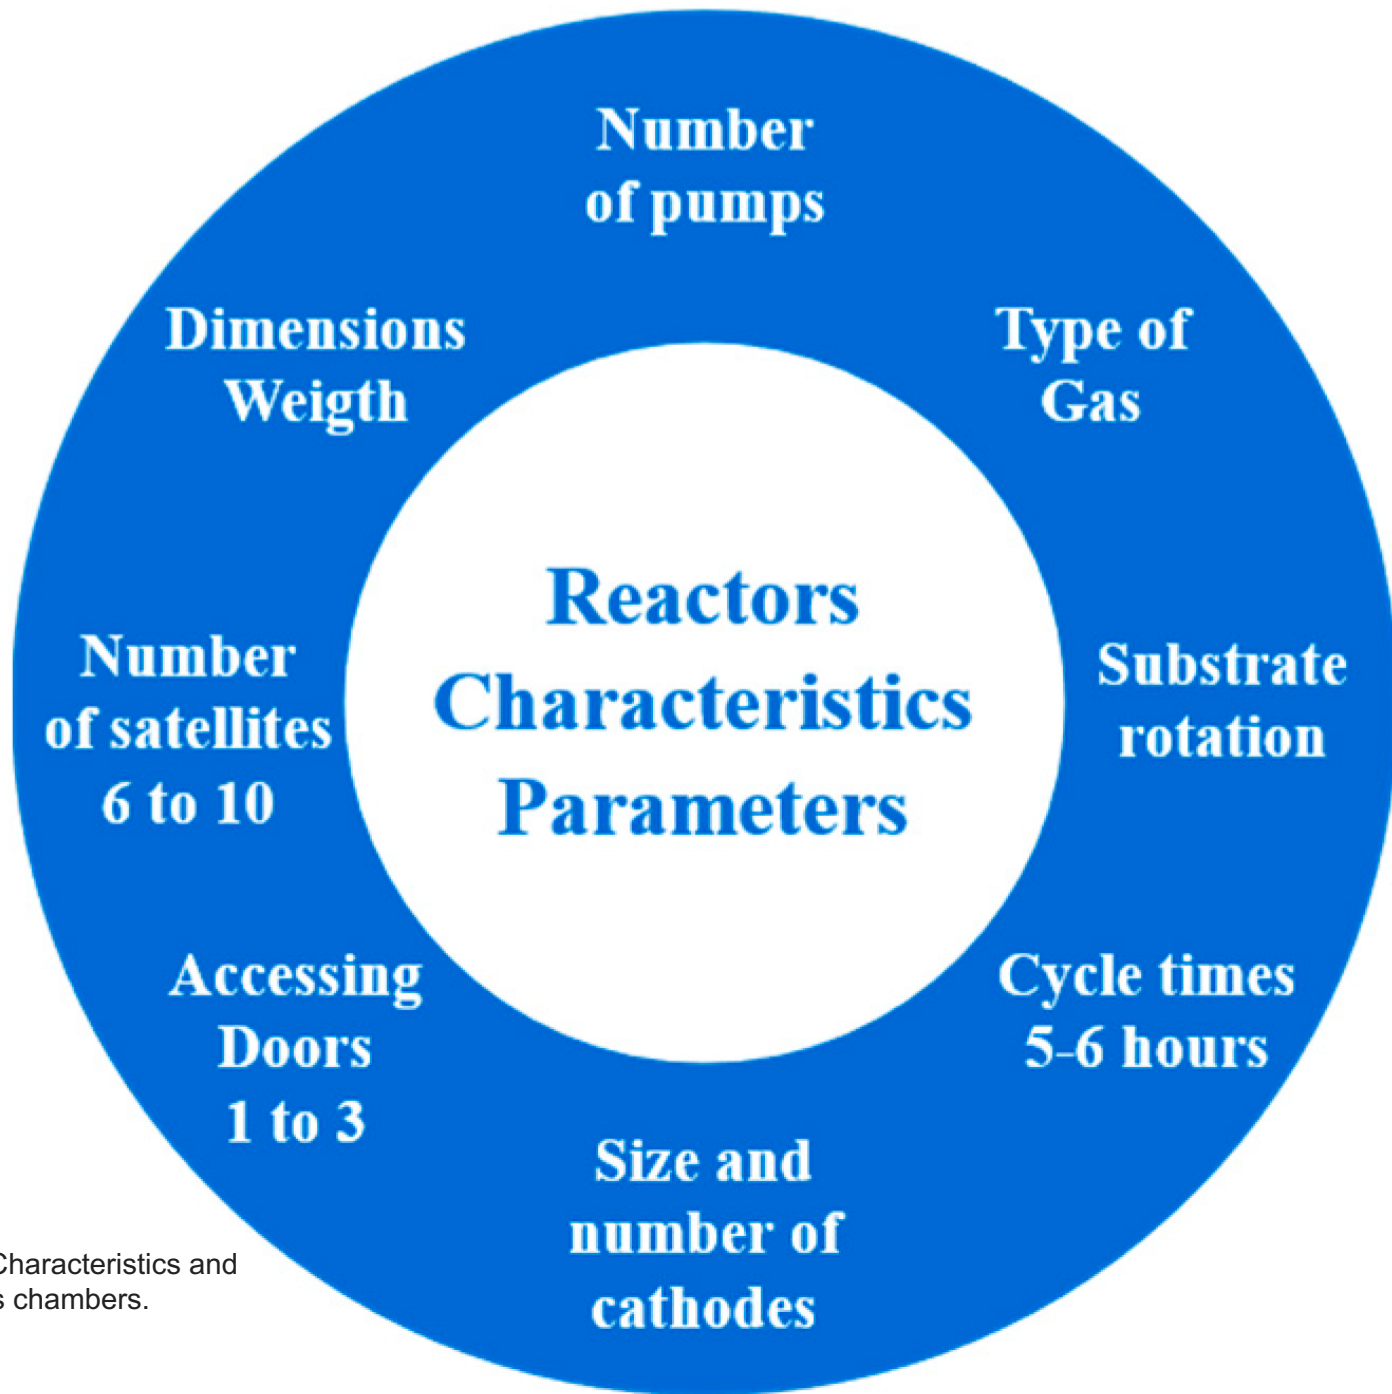 Number
of pumps
Type of
Gas
Substrate
rotation
Cycle times
5-6 hours
Size and
number of
cathodes
Accessing
Doors
1 to 3
Number
of satellites
6 to 10
Dimensions
Weigth
Reactors
Characteristics
Parameters
Characteristics and
s chambers.